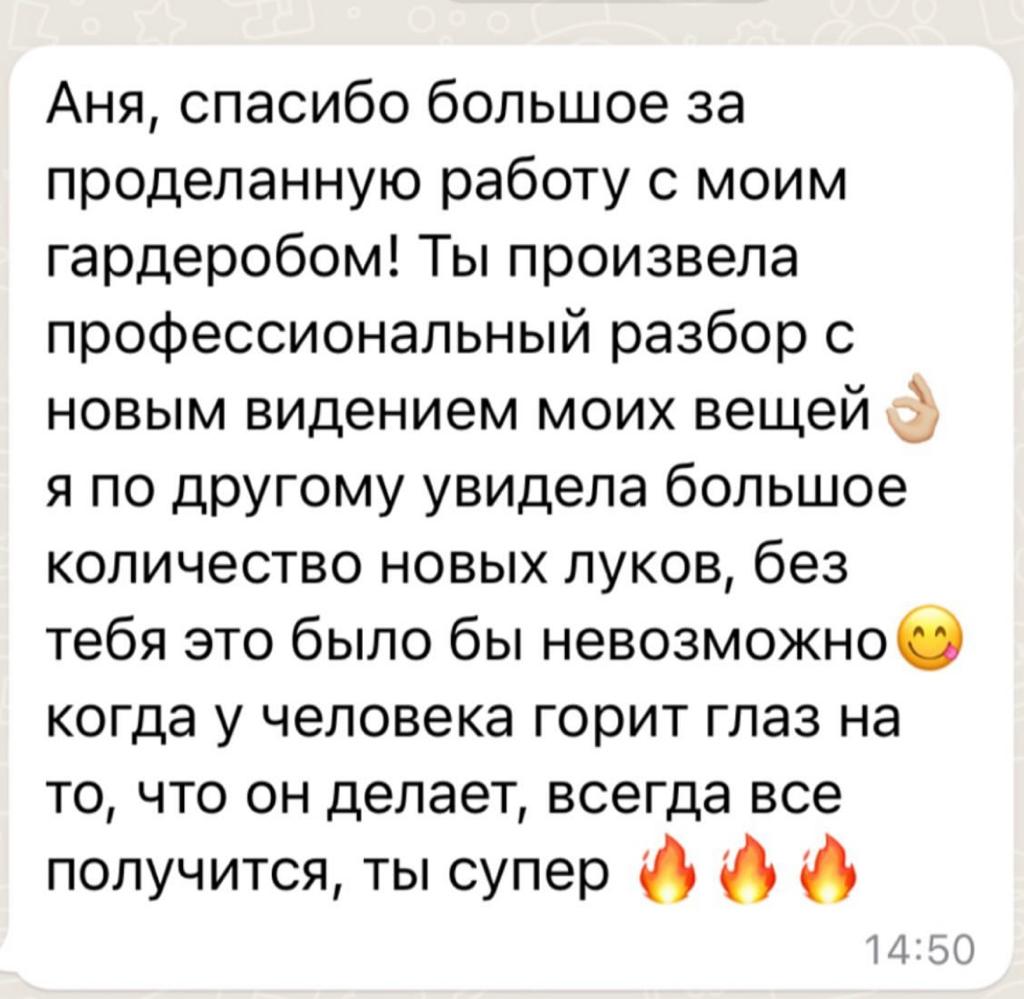 Аня, спасибо большое за
проделанную работу с моим
гардеробом! Ты произвела
профессиональный разбор с
новым видением моих вещей👌🏼
я по другому увидела большое
количество новых луков, без
тебя это было бы невозможно😋
когда у человека горит глаз на
то, что он делает, всегда все
получится, ты супер 🔥🔥🔥
14:50